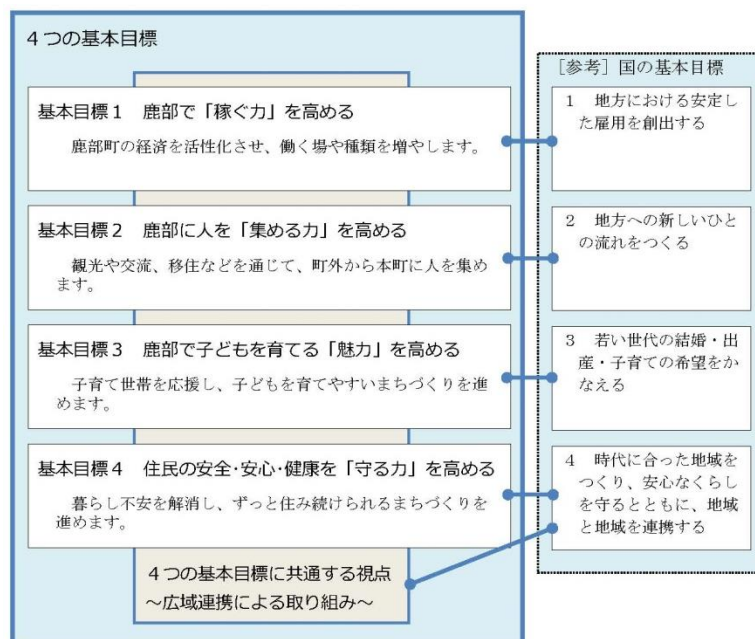 4つの基本目標
基本目標1 鹿部で「稼ぐ力」を高める
鹿部町の経済を活性化させ、働く場や種類を増やします。
基本目標2 鹿部に人を「集める力」を高める
観光や交流、移住などを通じて、町外から本町に人を集め
ます。
基本目標3 鹿部で子どもを育てる「魅力」を高める
子育て世帯を応援し、子どもを育てやすいまちづくりを進
めます。
基本目標4 住民の安全・安心・健康を「守る力」を高める
暮らし不安を解消し、ずっと住み続けられるまちづくりを
進めます。
4つの基本目標に共通する視点
～広域連携による取り組み～
[参考] 国の基本目標
1 地方における安定し
た雇用を創出する
2 地方への新しいひと
の流れをつくる
3 若い世代の結婚・出
産・子育ての希望をか
なえる
4 時代に合った地域を
つくり、安心なくらし
を守るとともに、地域
と地域を連携する